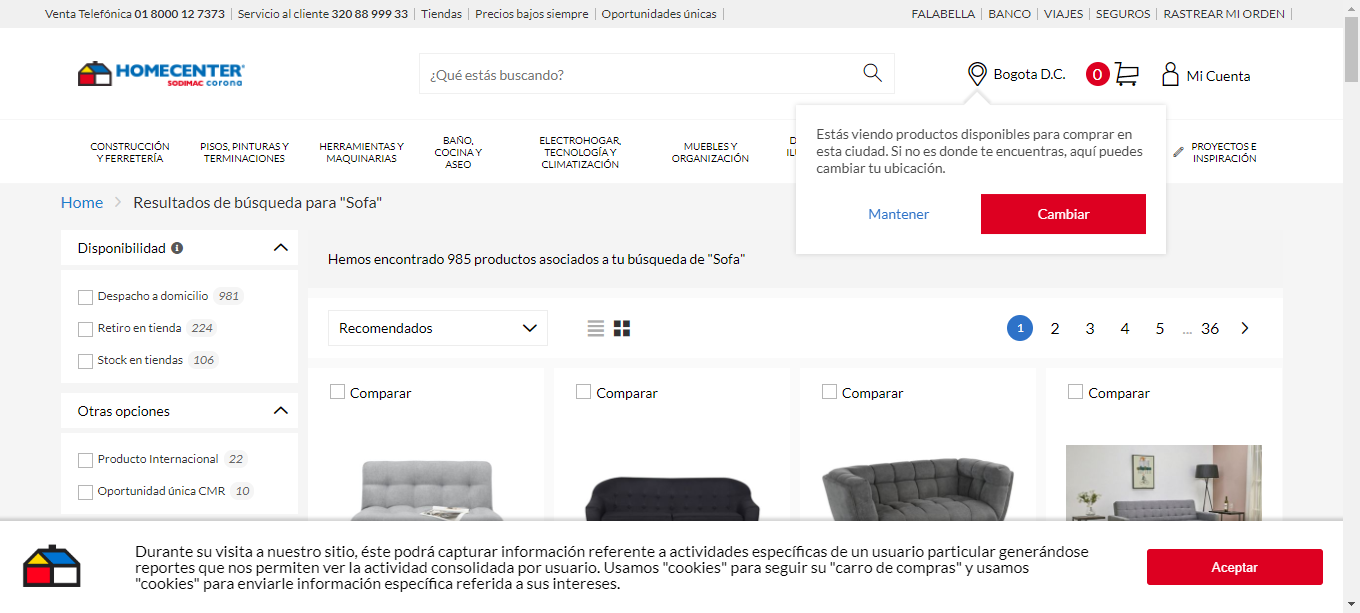 Venta Telefónica 01 8000 12 7373 | Servicio al cliente 320 88 999 33 | Tiendas | Precios bajos siempre | Oportunidades únicas |
FALABELLA | BANCO | VIAJES | SEGUROS | RASTREAR MI ORDEN |
HOMECENTER
SODIMAC corona
¿Qué estás buscando?
Bogota D.C.
0
Mi Cuenta
CONSTRUCCIÓN
Y FERRETERÍA
PISOS, PINTURAS Y
TERMINACIONES
HERRAMIENTAS Y
MAQUINARIAS
BAÑO,
COCINA Y
ASEO
ELECTROHOGAR,
TECNOLOGÍA Y
CLIMATIZACIÓN
MUEBLES Y
ORGANIZACIÓN
PROYECTOS E
INSPIRACIÓN
Estás viendo productos disponibles para comprar en
esta ciudad. Si no es donde te encuentras, aquí puedes
cambiar tu ubicación.
Mantener
Cambiar
Home > Resultados de búsqueda para "Sofa"
Disponibilidad
Despacho a domicilio 981
Retiro en tienda 224
Stock en tiendas 106
Otras opciones
Producto Internacional 22
Oportunidad única CMR 10
Hemos encontrado 985 productos asociados a tu búsqueda de "Sofa"
Recomendados
1 2 3 4 5 ... 36
Comparar
Comparar
Comparar
Comparar
Durante su visita a nuestro sitio, éste podrá capturar información referente a actividades específicas de un usuario particular generándose
reportes que nos permiten ver la actividad consolidada por usuario. Usamos "cookies" para seguir su "carro de compras" y usamos
"cookies" para enviarle información específica referida a sus intereses.
Aceptar